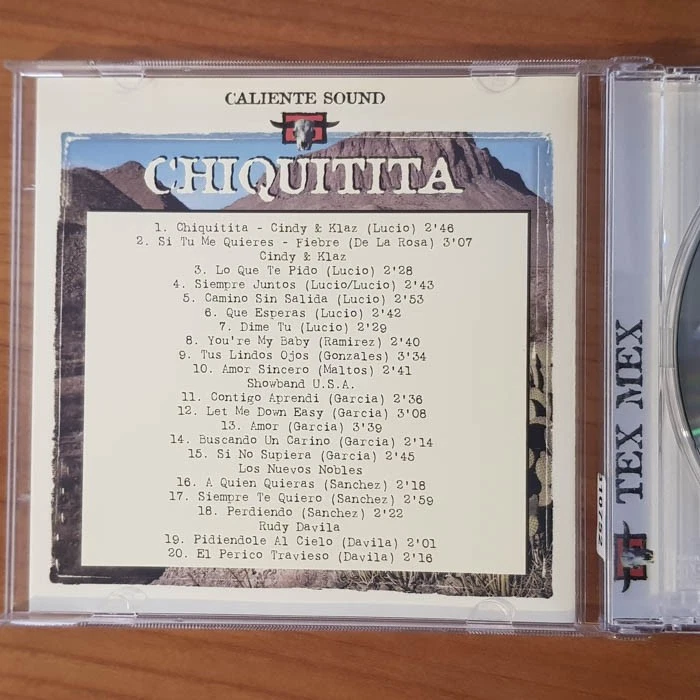 CALIENTE SOUND
CHIQUITITA
1. Chiquitita - Cindy & Klaz (Lucio) 2'46
2. Si Tu Me Quieres - Fiebre (De La Rosa) 3'07
Cindy & Klaz
3. Lo Que Te Pido (Lucio) 2'28
4. Siempre Juntos (Lucio/Lucio) 2'43
5. Camino Sin Salida (Lucio) 2'53
6. Que Esperas (Lucio) 2'42
7. Dime Tu (Lucio) 2'29
8. You're My Baby (Ramirez) 2'40
9. Tus Lindos Ojos (Gonzales) 3'34
10. Amor Sincero (Maltos) 2'41
Showband U.S.A.
11. Contigo Aprendi (Garcia) 2'36
12. Let Me Down Easy (Garcia) 3'08
13. Amor (Garcia) 3'39
14. Buscando Un Carino (Garcia) 2'14
15. Si No Supiera (Garcia) 2'45
Los Nuevos Nobles
16. A Quien Quieras (Sanchez) 2'18
17. Siempre Te Quiero (Sanchez) 2'59
18. Perdiendo (Sanchez) 2'22
Rudy Davila
19. Pidiendole Al Cielo (Davila) 2'01
20. El Perico Travieso (Davila) 2'16
TEX MEX